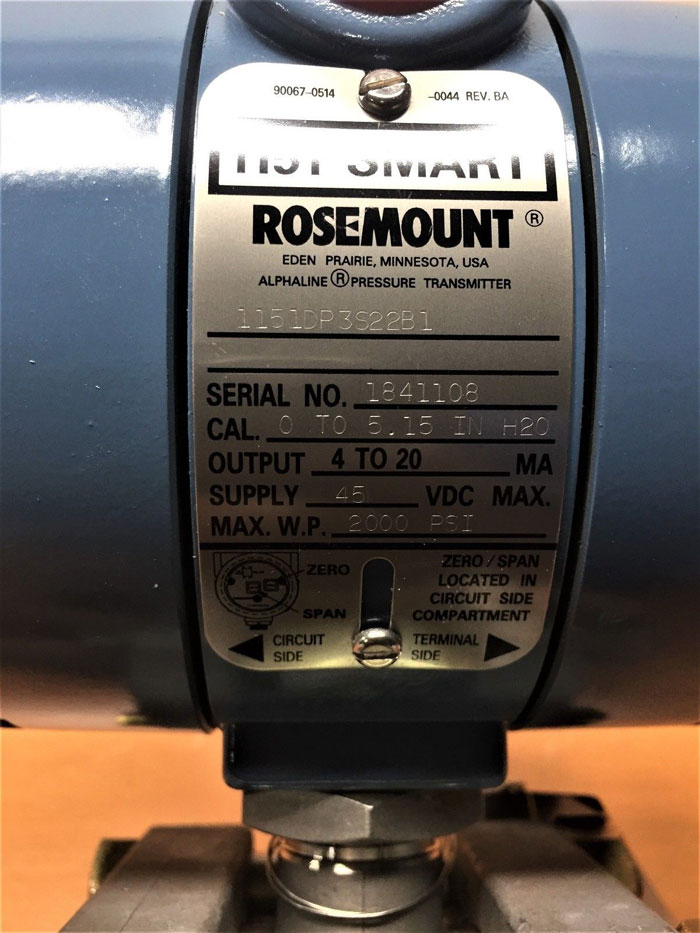 90067-0514 -0044 REV. BA
1151 SMART
ROSEMOUNT ®
EDEN PRAIRIE, MINNESOTA, USA
ALPHALINE ® PRESSURE TRANSMITTER
1151DP3S22B1
SERIAL NO. 1841108
CAL. 0 TO 5.15 IN H2O
OUTPUT 4 TO 20 MA
SUPPLY 45 VDC MAX.
MAX. W.P. 2000 PSI
ZERO
SPAN
ZERO/SPAN
LOCATED IN
CIRCUIT SIDE
COMPARTMENT
CIRCUIT
SIDE
TERMINAL
SIDE